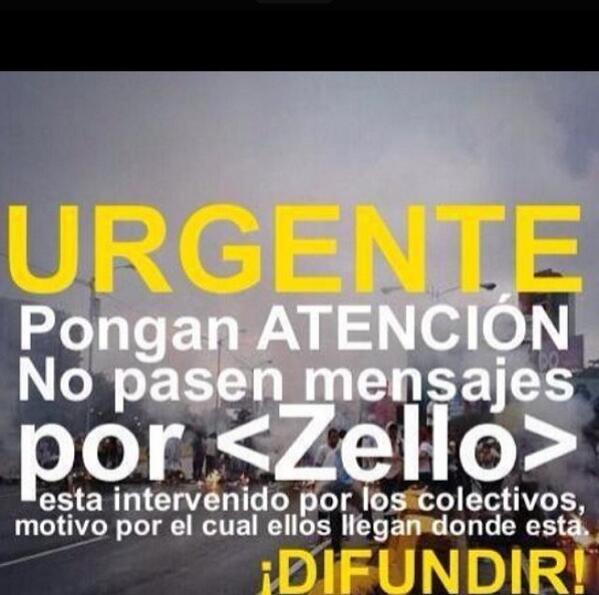 URGENTE
Pongan ATENCIÓN
No pasen mensajes
por <Zello>
esta intervenido por los colectivos,
motivo por el cual ellos llegan donde esta.
¡DIFUNDIR!